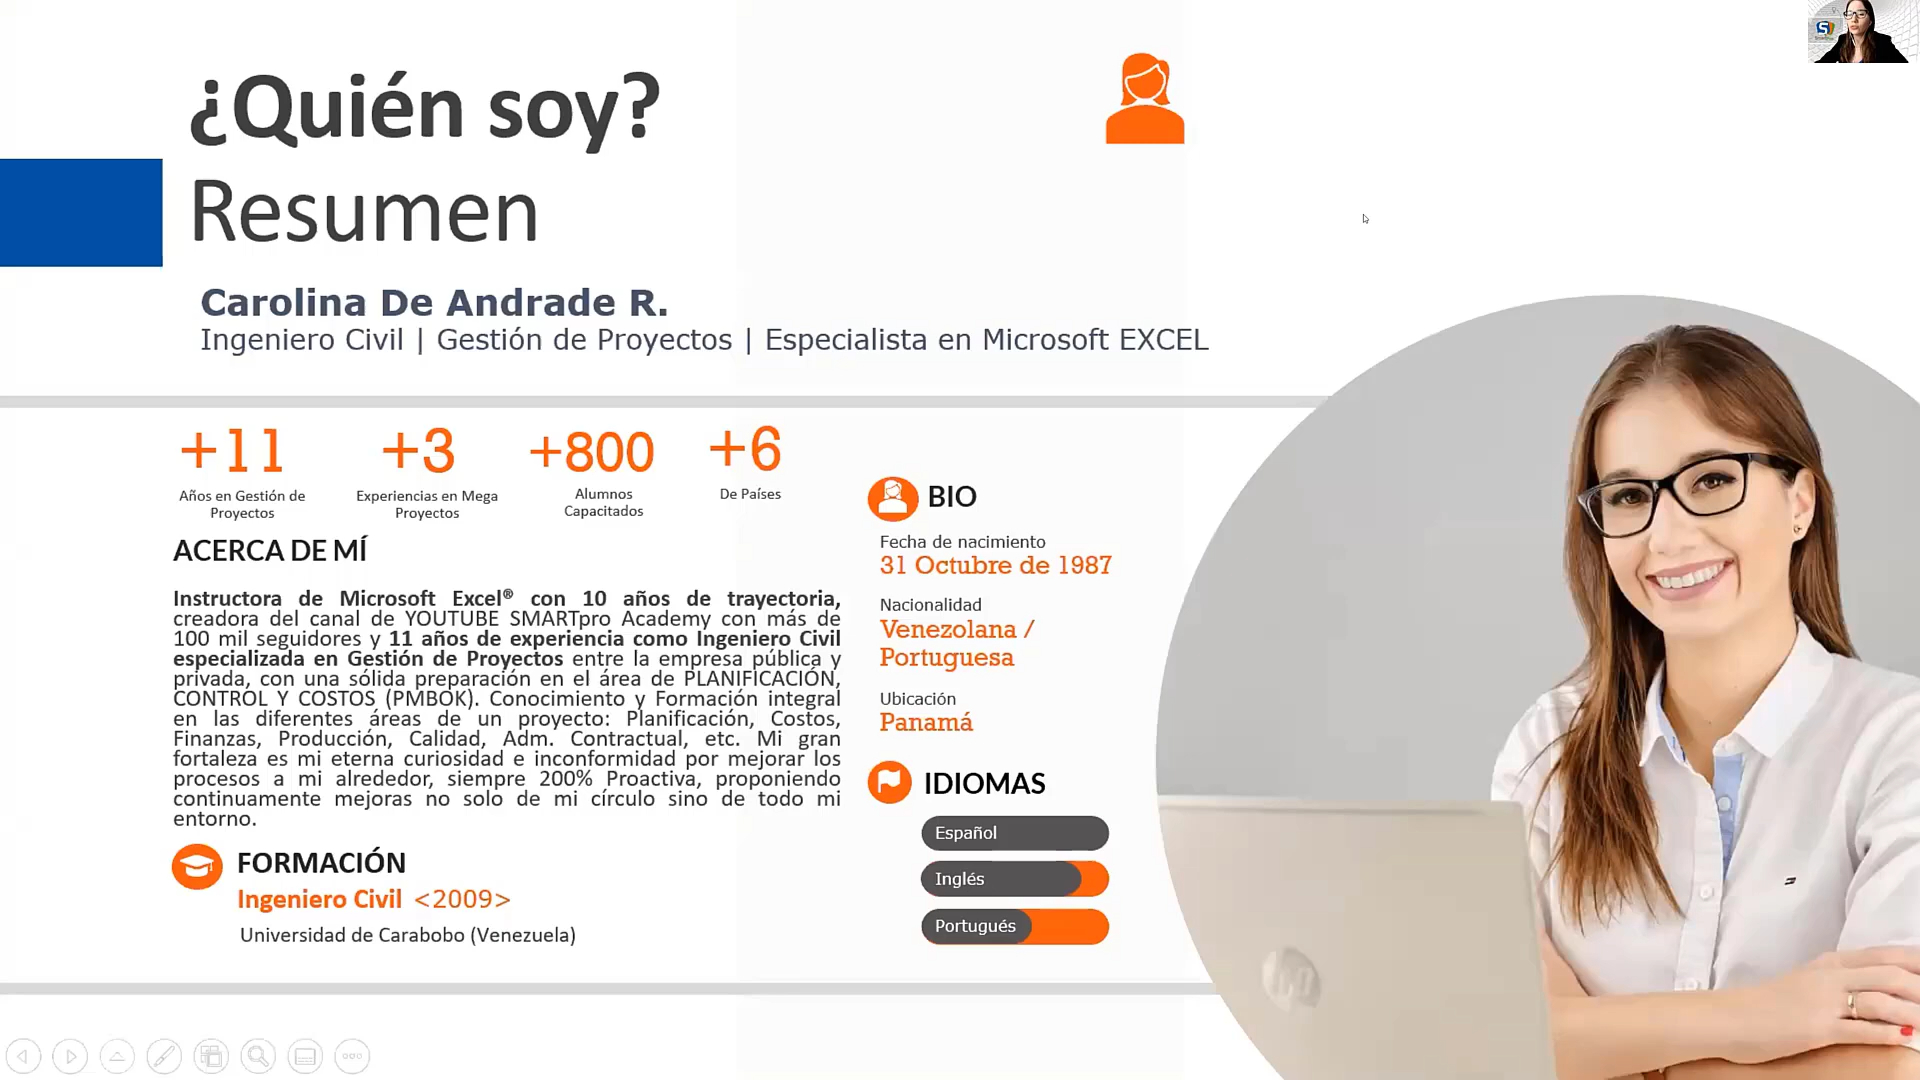 ¿Quién soy?
Resumen
Carolina De Andrade R.
Ingeniero Civil | Gestión de Proyectos | Especialista en Microsoft EXCEL
+11
Años en Gestión de
Proyectos
+3
Experiencias en Mega
Proyectos
+800
Alumnos
Capacitados
+6
De Países
ACERCA DE MÍ
Instructora de Microsoft Excel® con 10 años de trayectoria,
creadora del canal de YOUTUBE SMARTpro Academy con más de
100 mil seguidores y 11 años de experiencia como Ingeniero Civil
especializada en Gestión de Proyectos entre la empresa pública y
privada, con una sólida preparación en el área de PLANIFICACIÓN,
CONTROL Y COSTOS (PMBOK). Conocimiento y Formación integral
en las diferentes áreas de un proyecto: Planificación, Costos,
Finanzas, Producción, Calidad, Adm. Contractual, etc. Mi gran
fortaleza es mi eterna curiosidad e inconformidad por mejorar los
procesos a mi alrededor, siempre 200% Proactiva, proponiendo
continuamente mejoras no solo de mi círculo sino de todo mi
entorno.
FORMACIÓN
Ingeniero Civil <2009>
Universidad de Carabobo (Venezuela)
BIO
Fecha de nacimiento
31 Octubre de 1987
Nacionalidad
Venezolana /
Portuguesa
Ubicación
Panamá
IDIOMAS
Español
Inglés
Portugués
hp